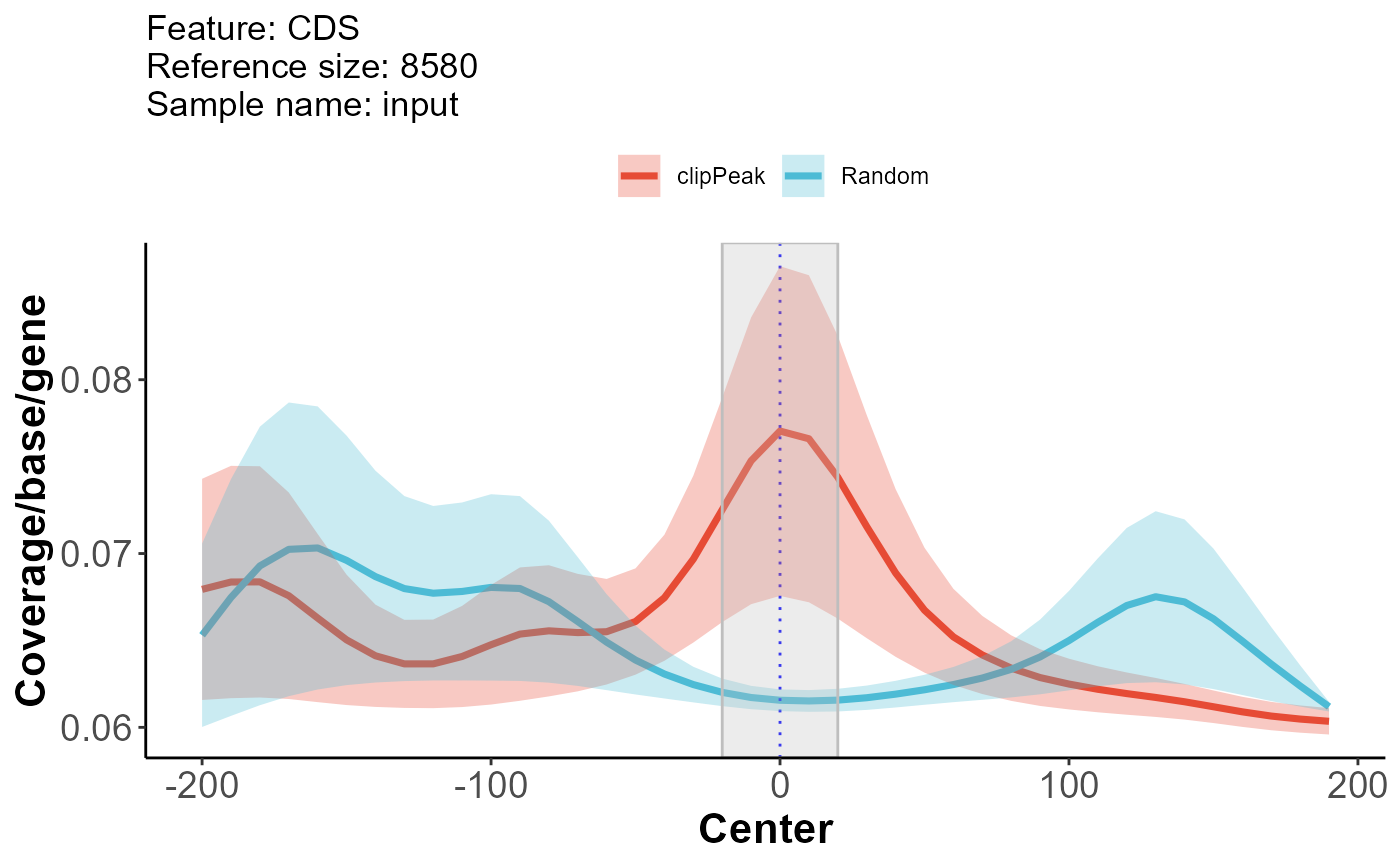 Feature: CDS
Reference size: 8580
Sample name: input
clipPeak Random
Coverage/base/gene
0.08
0.07
0.06
-200 -100 0 100 200
Center